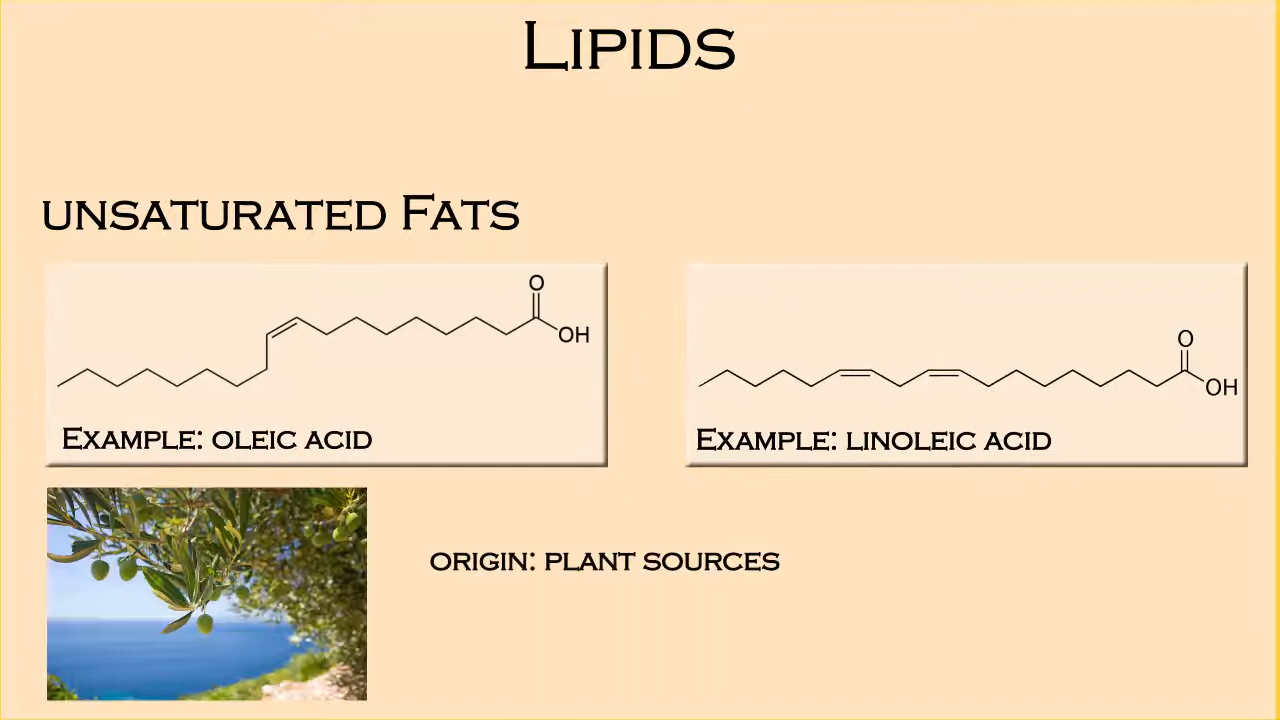 Lipids
unsaturated Fats
O
OH
Example: oleic acid
O
OH
Example: linoleic acid
origin: plant sources